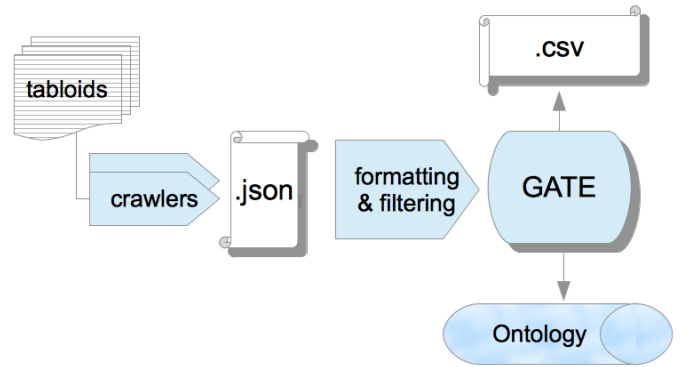 tabloids
crawlers
.json
formatting
& filtering
.csv
GATE
Ontology